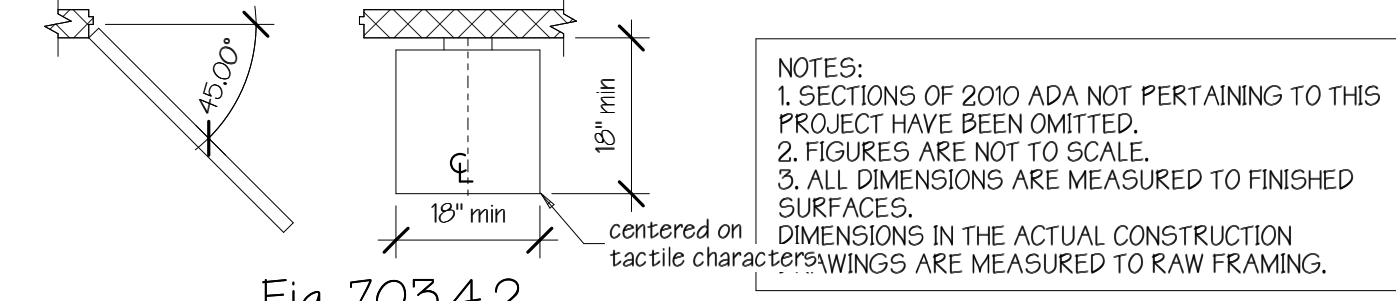 45.00°
℄
18" min
18" min
centered on
tactile characters
Fig. 703.4.2
NOTES:
1. SECTIONS OF 2010 ADA NOT PERTAINING TO THIS
PROJECT HAVE BEEN OMITTED.
2. FIGURES ARE NOT TO SCALE.
3. ALL DIMENSIONS ARE MEASURED TO FINISHED
SURFACES.
DIMENSIONS IN THE ACTUAL CONSTRUCTION
DRAWINGS ARE MEASURED TO RAW FRAMING.